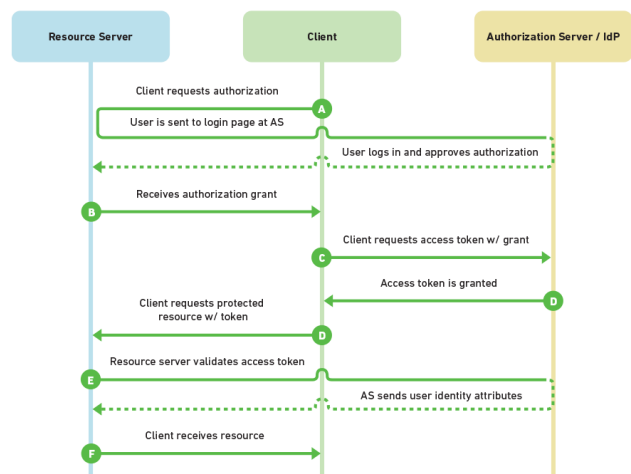 Resource Server
Client
Authorization Server / IdP
Client requests authorization
A
User is sent to login page at AS
User logs in and approves authorization
Receives authorization grant
B
Client requests access token w/ grant
C
Access token is granted
D
Client requests protected
resource w/ token
D
Resource server validates access token
E
AS sends user identity attributes
Client receives resource
F